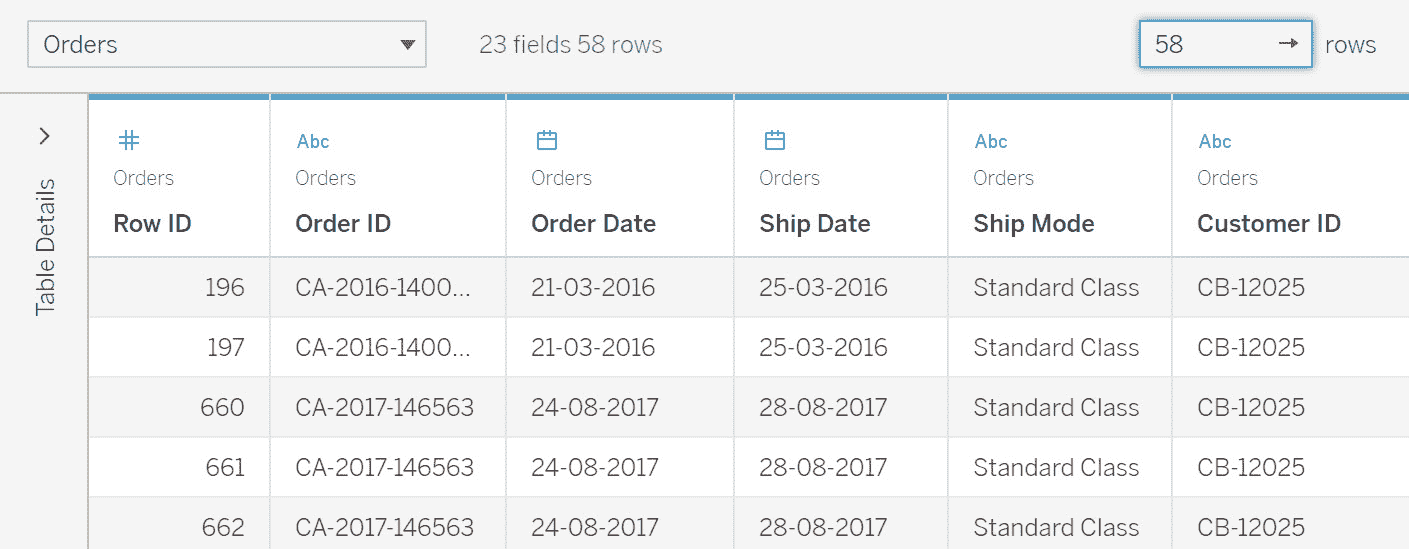 Orders 23 fields 58 rows 58 → rows
Table Details
# Abc Abc Abc
Orders Orders Orders Orders Orders Orders
Row ID Order ID Order Date Ship Date Ship Mode Customer ID
196 CA-2016-1400... 21-03-2016 25-03-2016 Standard Class CB-12025
197 CA-2016-1400... 21-03-2016 25-03-2016 Standard Class CB-12025
660 CA-2017-146563 24-08-2017 28-08-2017 Standard Class CB-12025
661 CA-2017-146563 24-08-2017 28-08-2017 Standard Class CB-12025
662 CA-2017-146563 24-08-2017 28-08-2017 Standard Class CB-12025